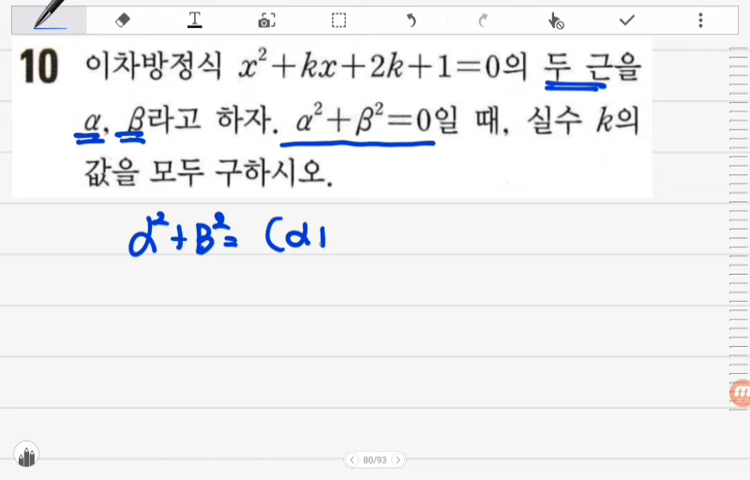 10 이차방정식 x²+kx+2k+1=0의 두 근을
α, β라고 하자. α²+β²=0일 때, 실수 k의
값을 모두 구하시오.
α²+β²= (α
80/93